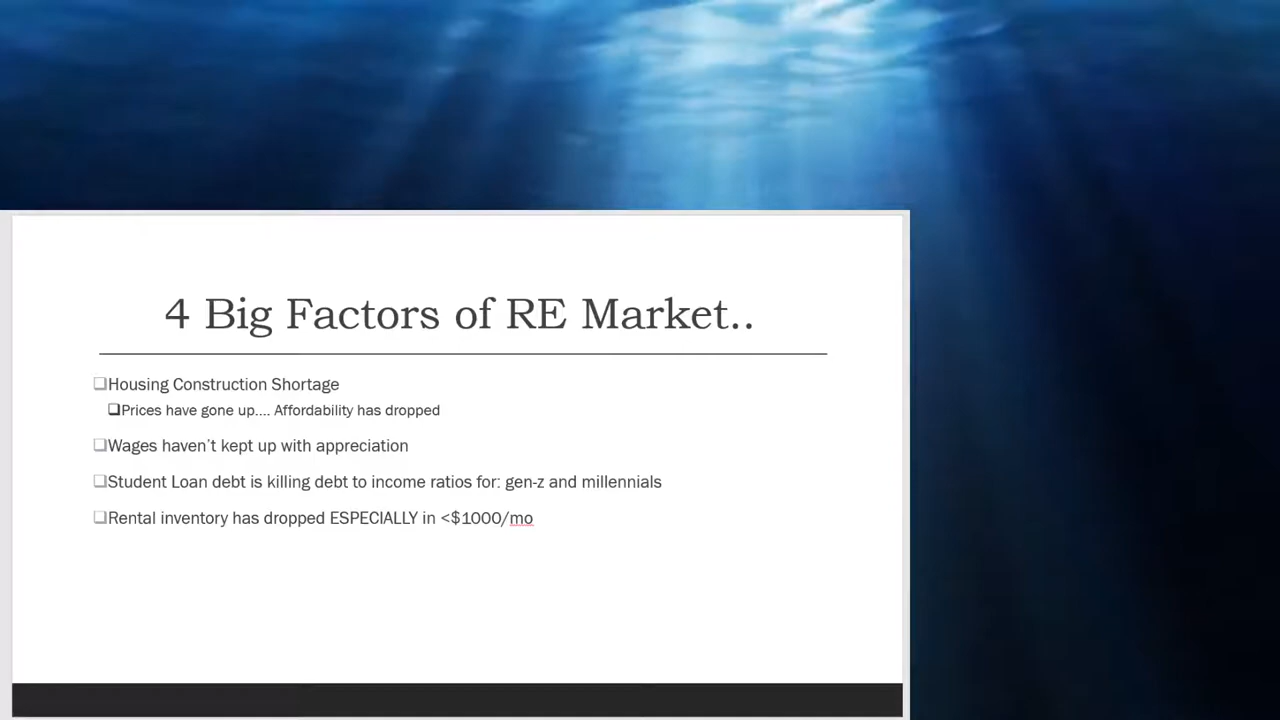 4 Big Factors of RE Market..
❑Housing Construction Shortage
❑Prices have gone up.... Affordability has dropped
❑Wages haven't kept up with appreciation
❑Student Loan debt is killing debt to income ratios for: gen-z and millennials
❑Rental inventory has dropped ESPECIALLY in <$1000/mo